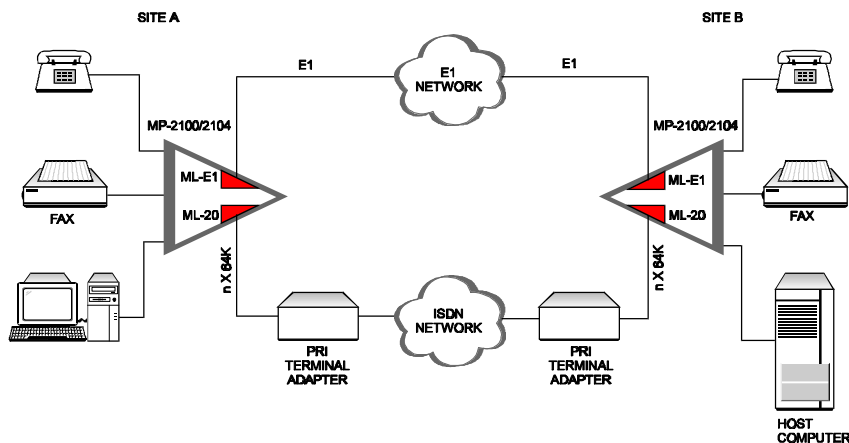 SITE A
SITE B
E1
E1
NETWORK
E1
MP-2100/2104
MP-2100/2104
ML-E1
ML-E1
ML-20
ML-20
FAX
FAX
n X 64K
n X 64K
ISDN
NETWORK
PRI
TERMINAL
ADAPTER
PRI
TERMINAL
ADAPTER
HOST
COMPUTER